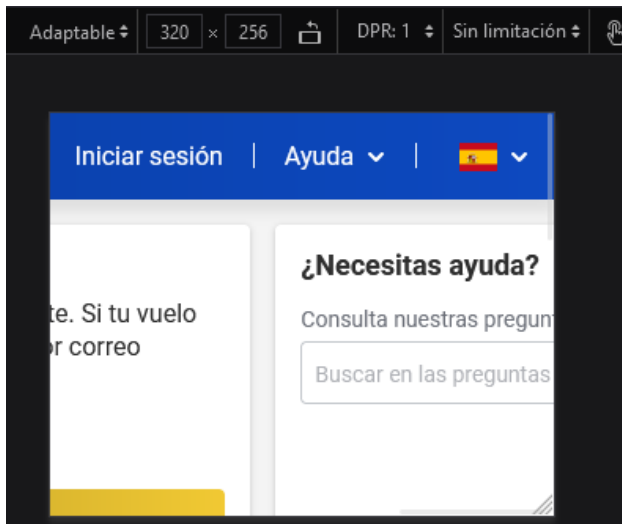 Adaptable 320 × 256 DPR: 1 Sin limitación
Iniciar sesión | Ayuda |
te. Si tu vuelo
or correo
¿Necesitas ayuda?
Consulta nuestras pregun
Buscar en las preguntas